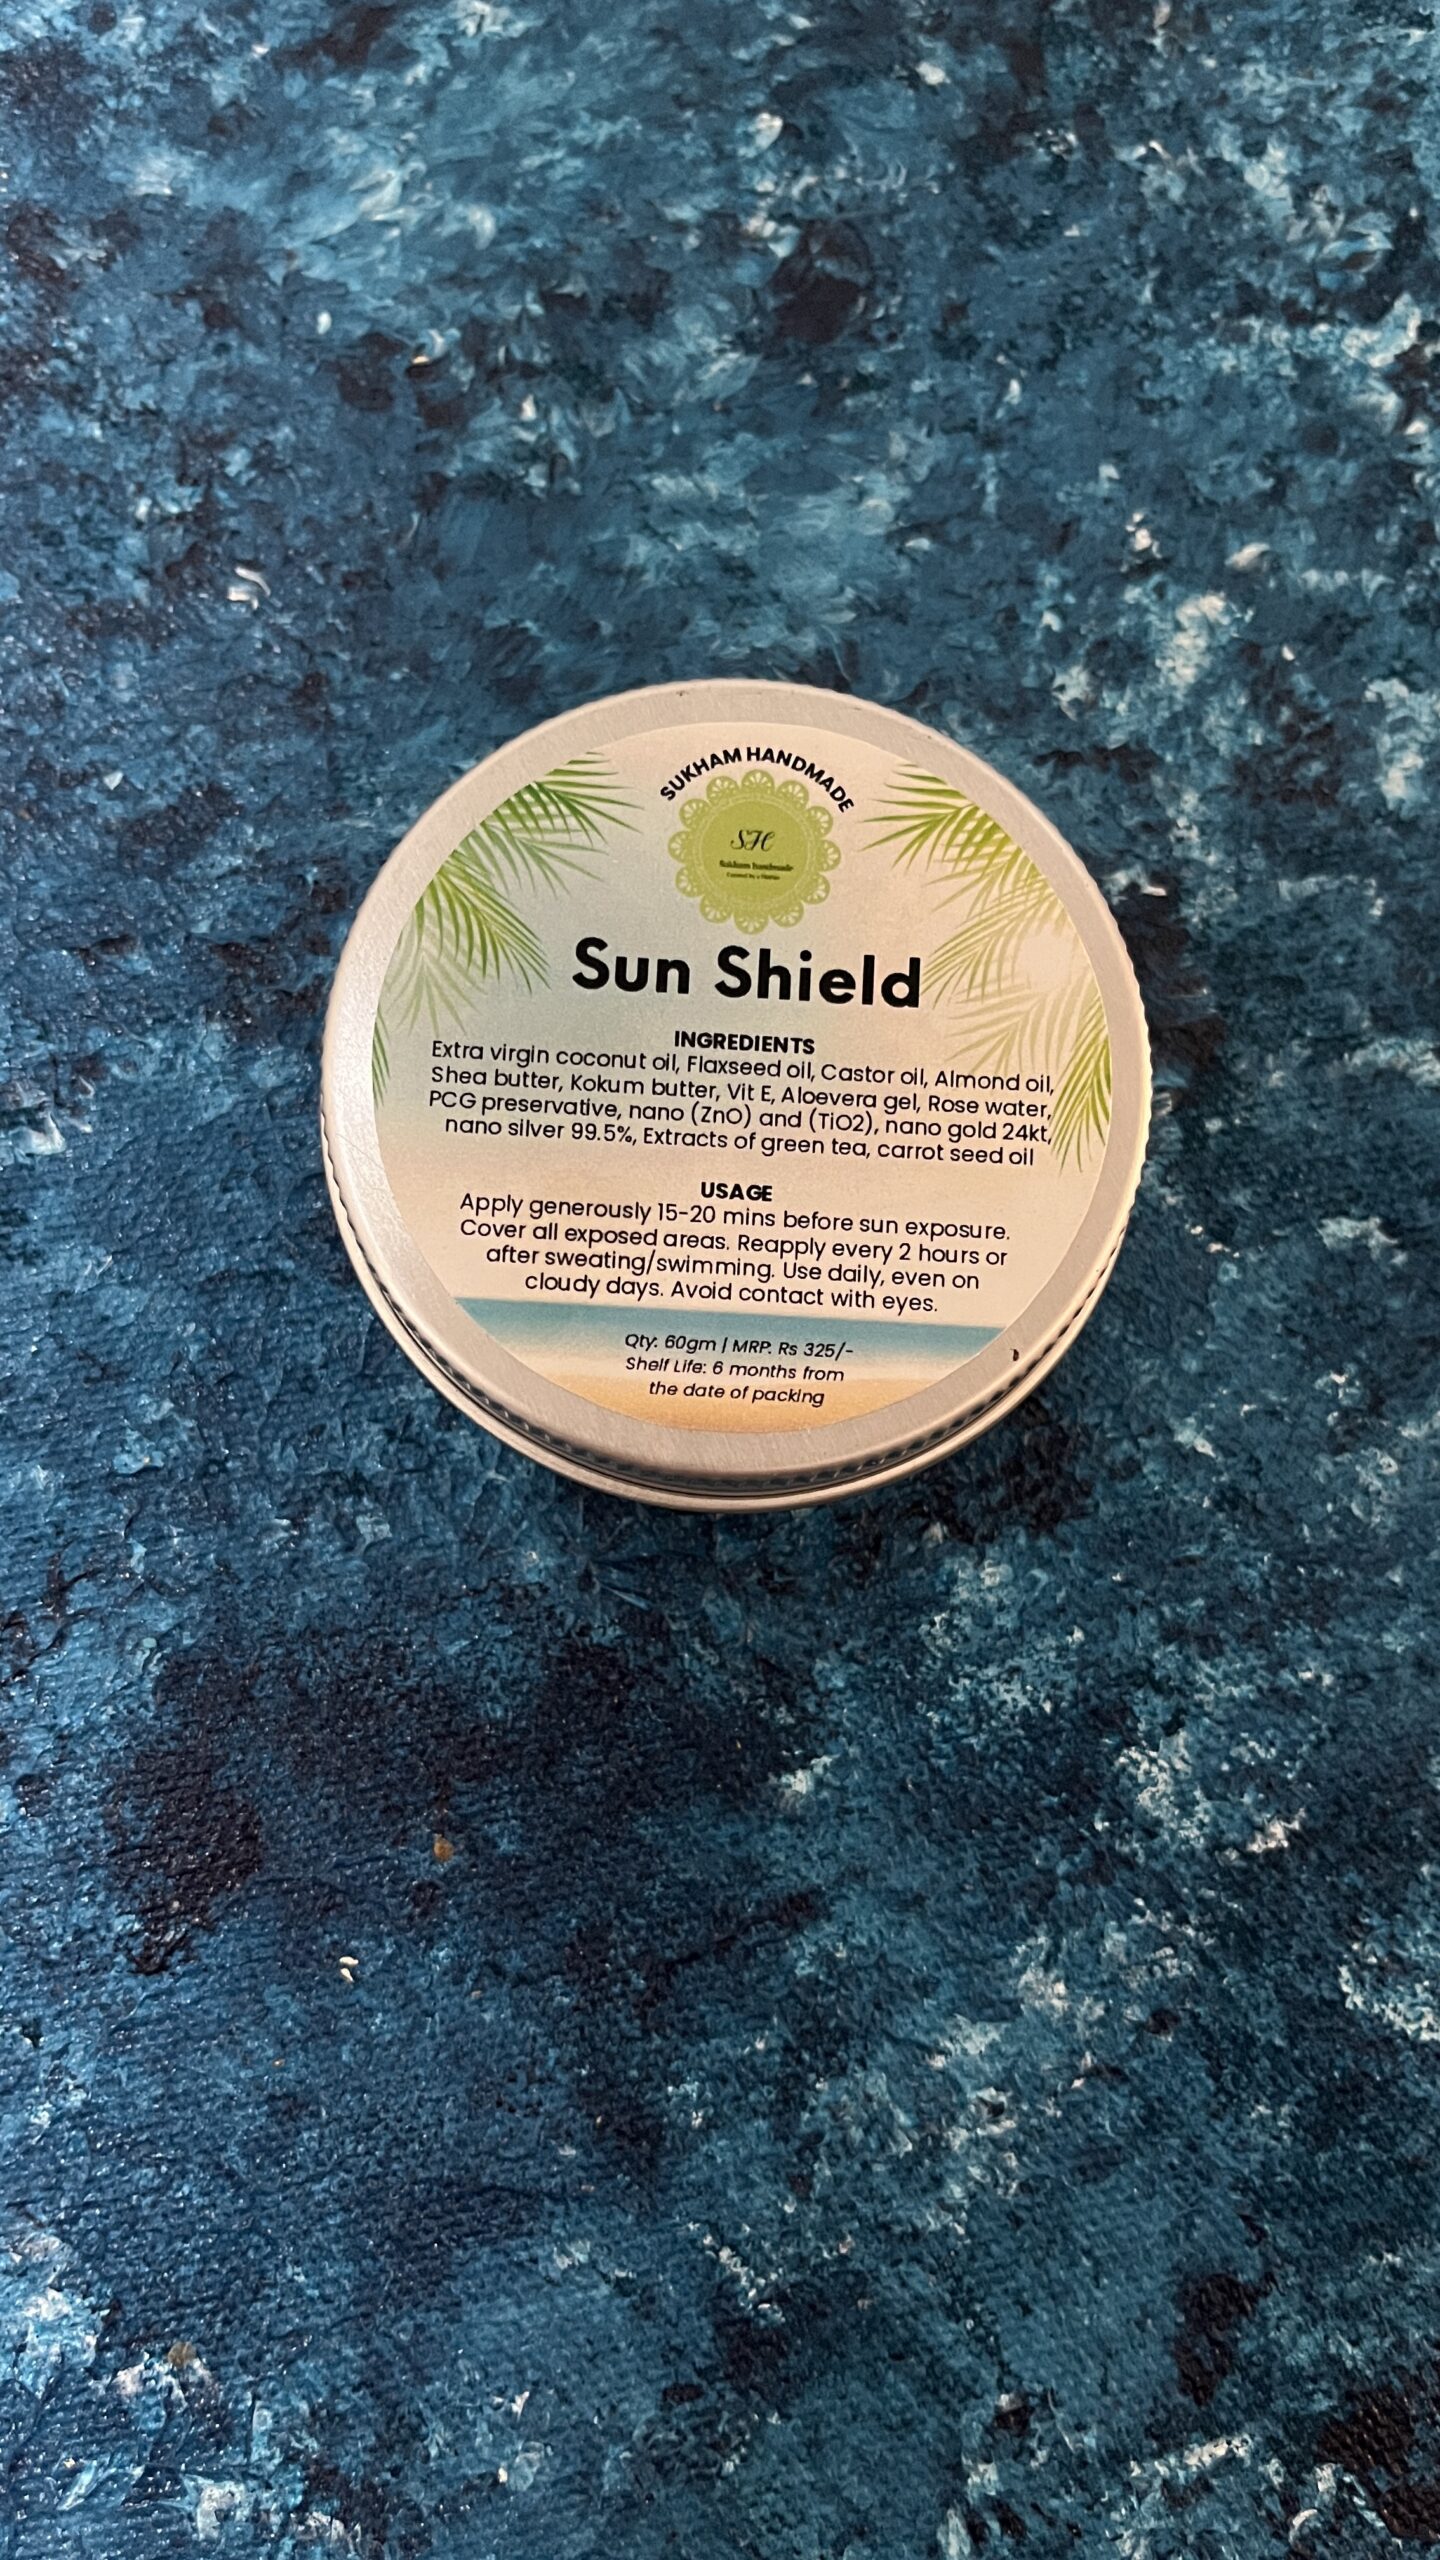 SUKHAM HANDMADE
SH
Sukham handmade
Sun Shield
INGREDIENTS
Extra virgin coconut oil, Flaxseed oil, Castor oil, Almond oil,
Shea butter, Kokum butter, Vit E, Aloevera gel, Rose water,
PCG preservative, nano (ZnO) and (TiO2), nano gold 24kt,
nano silver 99.5%, Extracts of green tea, carrot seed oil
USAGE
Apply generously 15-20 mins before sun exposure.
Cover all exposed areas. Reapply every 2 hours or
after sweating/swimming. Use daily, even on
cloudy days. Avoid contact with eyes.
Qty: 60gm | MRP: Rs 325/-
Shelf Life: 6 months from
the date of packing